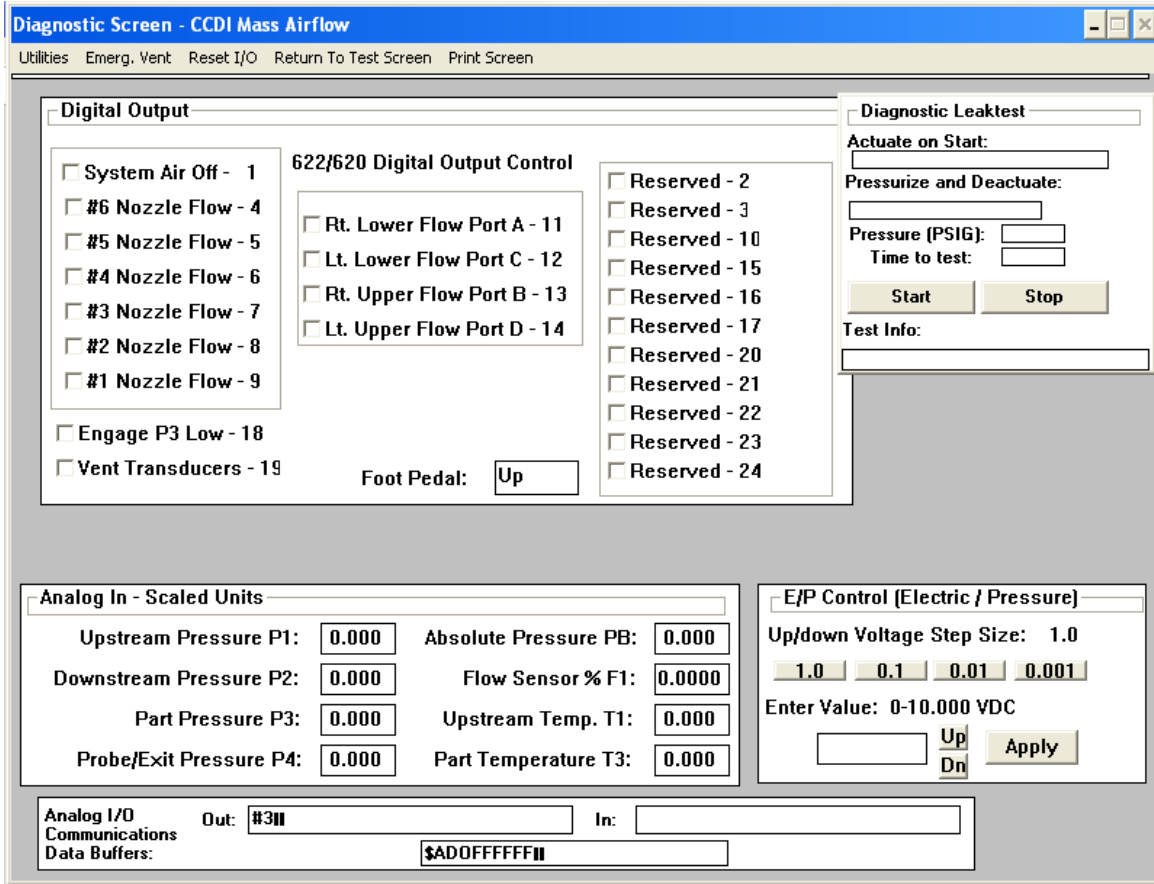 Diagnostic Screen - CCDI Mass Airflow
Utilities Emerg. Vent Reset I/O Return To Test Screen Print Screen
Digital Output
System Air Off - 1
#6 Nozzle Flow - 4
#5 Nozzle Flow - 5
#4 Nozzle Flow - 6
#3 Nozzle Flow - 7
#2 Nozzle Flow - 8
#1 Nozzle Flow - 9
Engage P3 Low - 18
Vent Transducers - 19
622/620 Digital Output Control
Rt. Lower Flow Port A - 11
Lt. Lower Flow Port C - 12
Rt. Upper Flow Port B - 13
Lt. Upper Flow Port D - 14
Foot Pedal: Up
Reserved - 2
Reserved - 3
Reserved - 10
Reserved - 15
Reserved - 16
Reserved - 17
Reserved - 20
Reserved - 21
Reserved - 22
Reserved - 23
Reserved - 24
Diagnostic Leaktest
Actuate on Start:
Pressurize and Deactuate:
Pressure (PSIG):
Time to test:
Start Stop
Test Info:
Analog In - Scaled Units
Upstream Pressure P1: 0.000 Absolute Pressure PB: 0.000
Downstream Pressure P2: 0.000 Flow Sensor % F1: 0.0000
Part Pressure P3: 0.000 Upstream Temp. T1: 0.000
Probe/Exit Pressure P4: 0.000 Part Temperature T3: 0.000
E/P Control (Electric / Pressure)
Up/down Voltage Step Size: 1.0
1.0 0.1 0.01 0.001
Enter Value: 0-10.000 VDC
Up
Dn
Apply
Analog I/O
Communications
Data Buffers:
Out: #3
In:
$ADOFFFFFF